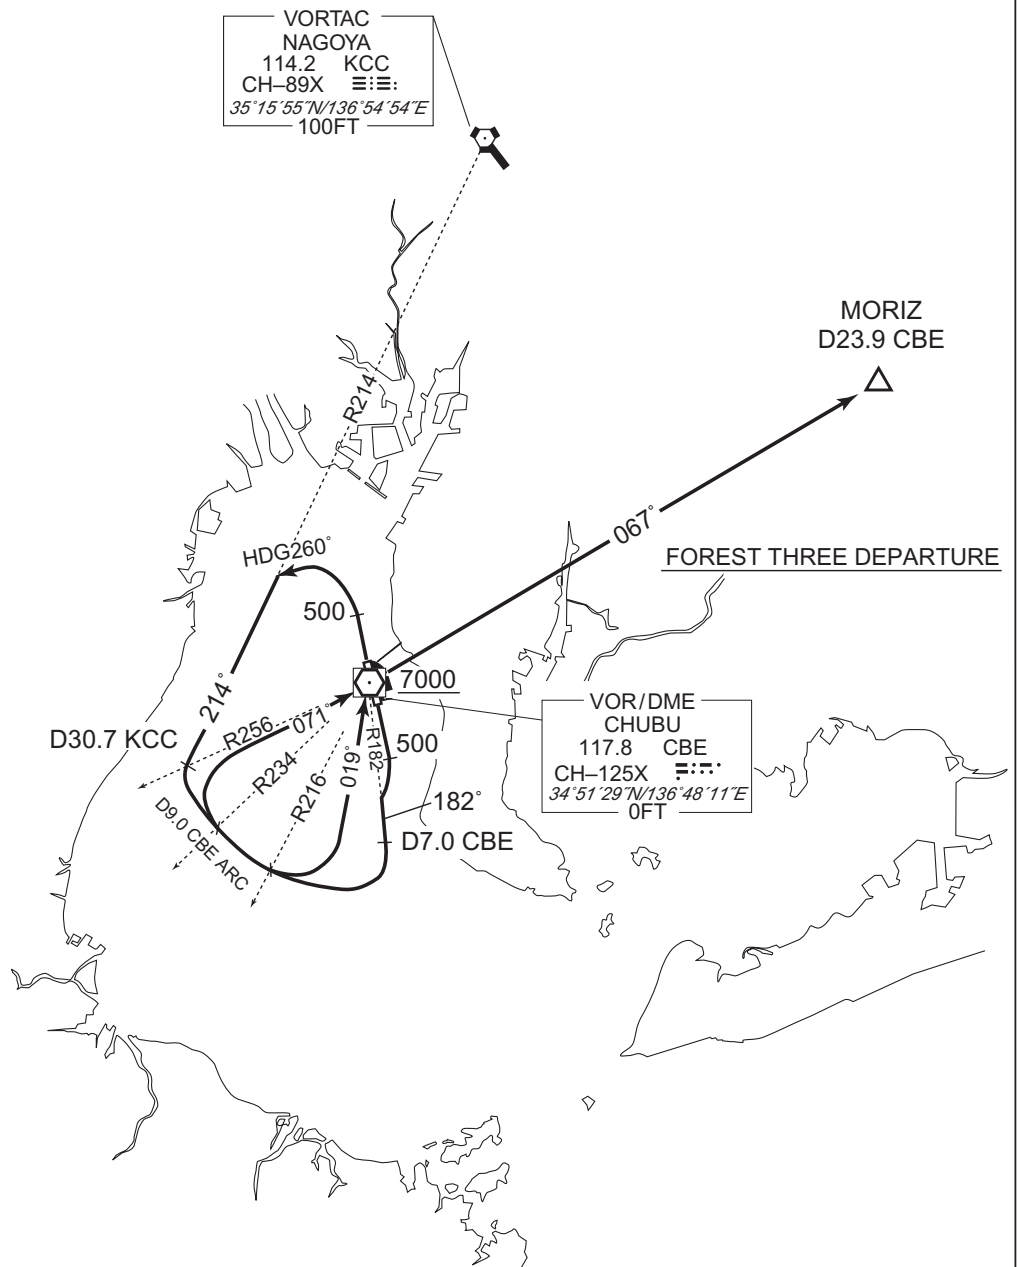 VORTAC
NAGOYA
114.2 KCC
CH–89X
35°15´55˝N/136°54´54˝E
100FT
MORIZ
D23.9 CBE
R214
067°
HDG260°
FOREST THREE DEPARTURE
500
7000
214°
VOR/DME
CHUBU
117.8 CBE
CH–125X
34°51´29˝N/136°48´11˝E
0FT
D30.7 KCC
R256
071°
R182
500
R234
019°
R216
182°
D9.0 CBE ARC
D7.0 CBE